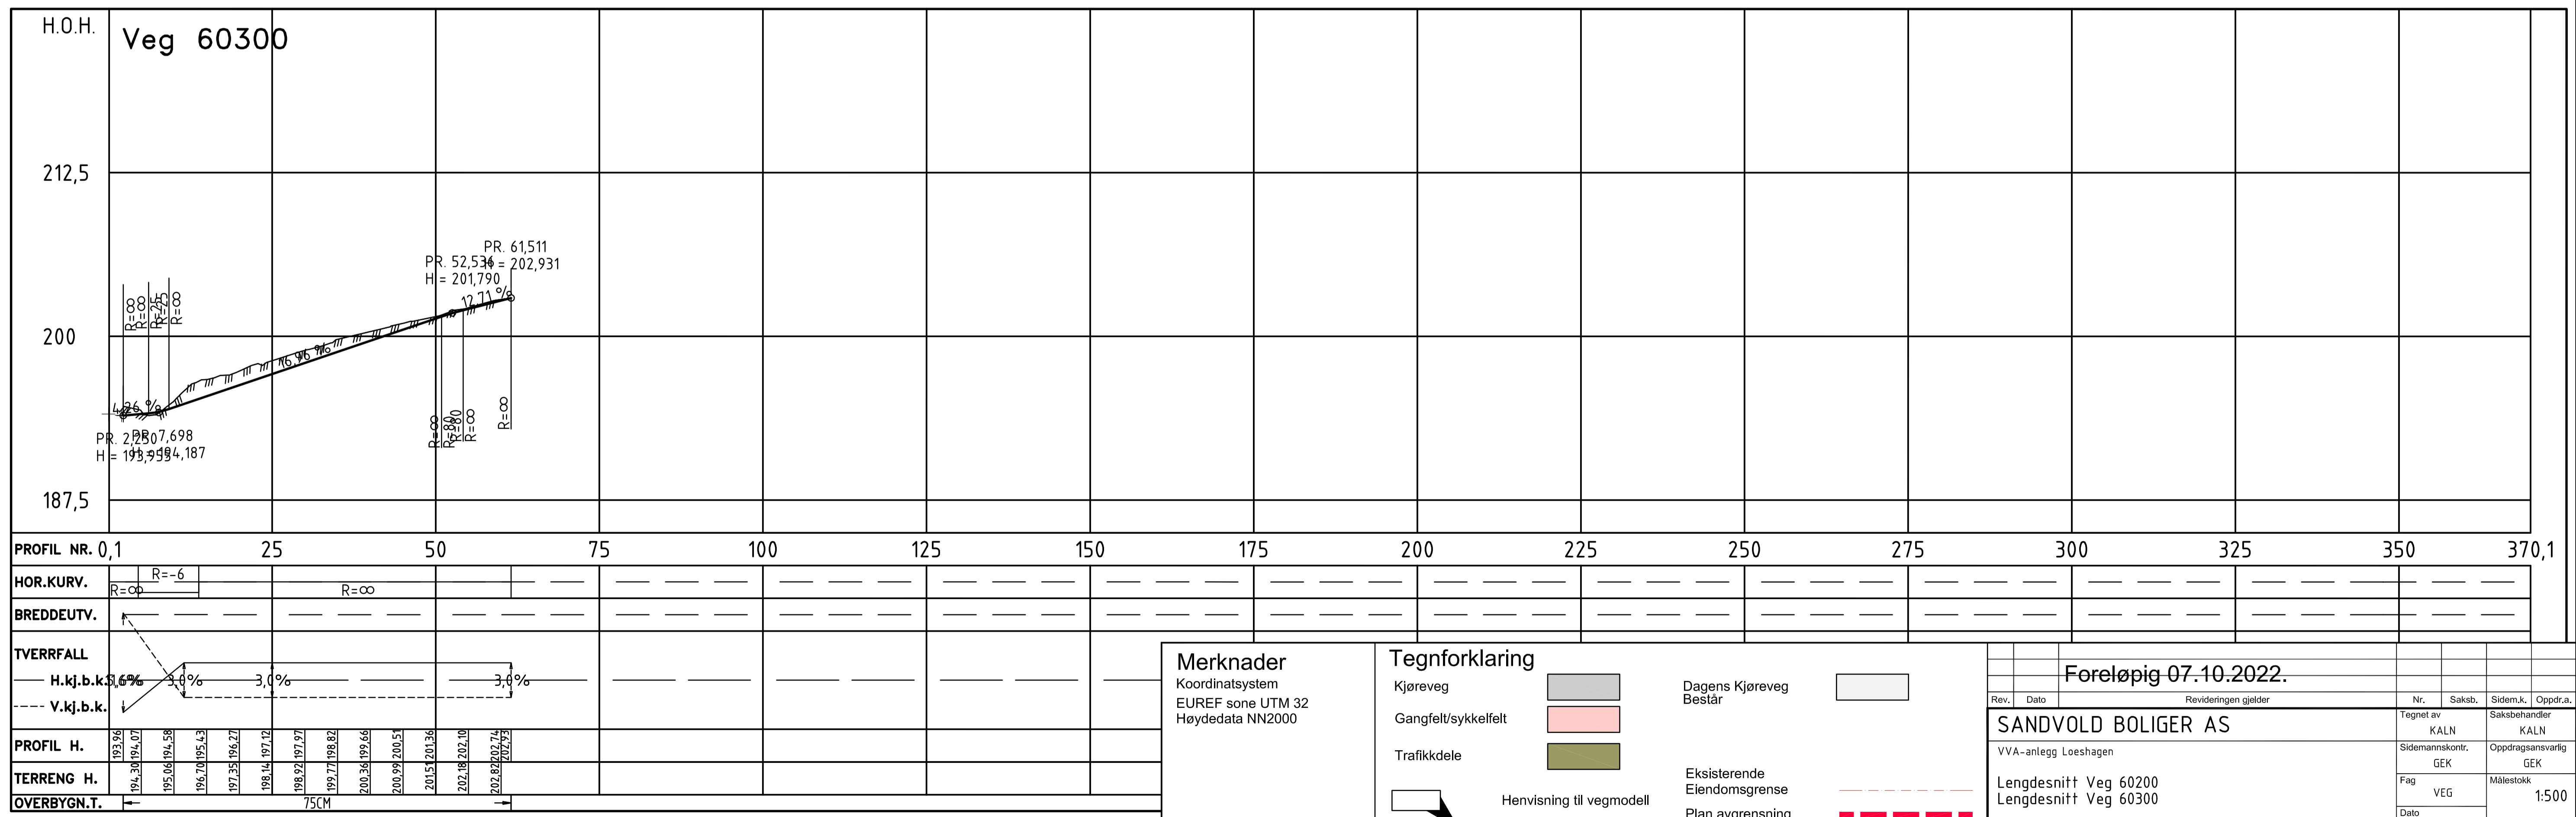 H.O.H.
Veg 60300
212,5
200
187,5
R=∞
R=∞
R=25
R=25
R=∞
4,26 %
16,96 %
12,71 %
PR. 2,250
H = 193,955
PR. 7,698
H = 194,187
PR. 52,536
H = 201,790
PR. 61,511
H = 202,931
R=∞
R=80
R=80
R=∞
R=∞
PROFIL NR. 0,1 25 50 75 100 125 150 175 200 225 250 275 300 325 350 370,1
HOR.KURV. R=∞ R=-6 R=∞
BREDDEUTV.
TVERRFALL
H.kj.b.k. 3,0% 3,0% 3,0%
V.kj.b.k.
PROFIL H. 193,96 194,07 194,58 195,43 196,27 197,12 197,97 198,82 199,66 200,51 201,36 202,10 202,74 202,93
TERRENG H. 194,30 195,06 196,70 197,35 198,14 198,92 199,77 200,36 200,99 201,51 202,18 202,82
OVERBYGN.T. 75CM
Merknader
Koordinatsystem
EUREF sone UTM 32
Høydedata NN2000
Tegnforklaring
Kjøreveg
Gangfelt/sykkelfelt
Trafikkdele
Henvisning til vegmodell
Dagens Kjøreveg
Består
Eksisterende
Eiendomsgrense
Plan avgrensning
Foreløpig 07.10.2022.
Rev. Dato Revideringen gjelder Nr. Saksb. Sidem.k. Oppdr.a.
SANDVOLD BOLIGER AS
VVA-anlegg Loeshagen
Lengdesnitt Veg 60200
Lengdesnitt Veg 60300
Tegnet av
KALN
Saksbehandler
KALN
Sidemannskontr.
GEK
Oppdragsansvarlig
GEK
Fag
VEG
Målestokk
1:500
Dato